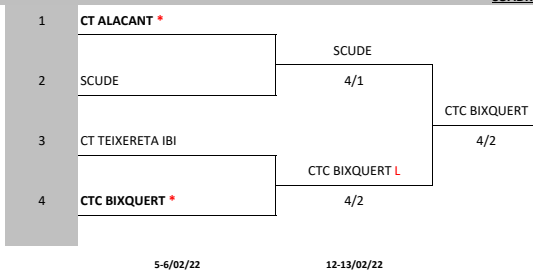 1 CT ALACANT *
SCUDE
2 SCUDE 4/1
CTC BIXQUERT
3 CT TEIXERETA IBI 4/2
CTC BIXQUERT L
4 CTC BIXQUERT * 4/2
5-6/02/22 12-13/02/22